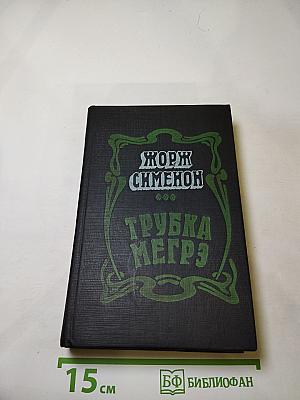 ЖОРЖ
СИМЕНОН
ТРУБКА
МЕГРЭ
15 см
БФ БИБЛИОФАН